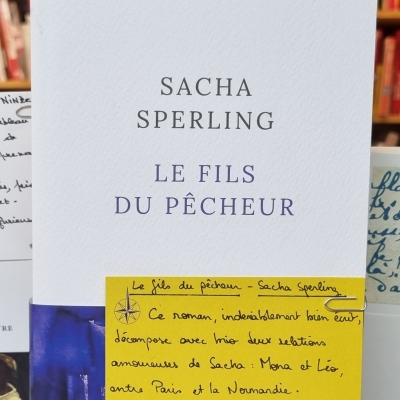 SACHA
SPERLING
LE FILS
DU PÊCHEUR
Le fils du pêcheur - Sacha Sperling
Ce roman, indéniablement bien écrit,
décompose avec brio deux relations
amoureuses de Sacha : Mona et Léo,
entre Paris et la Normandie.
et